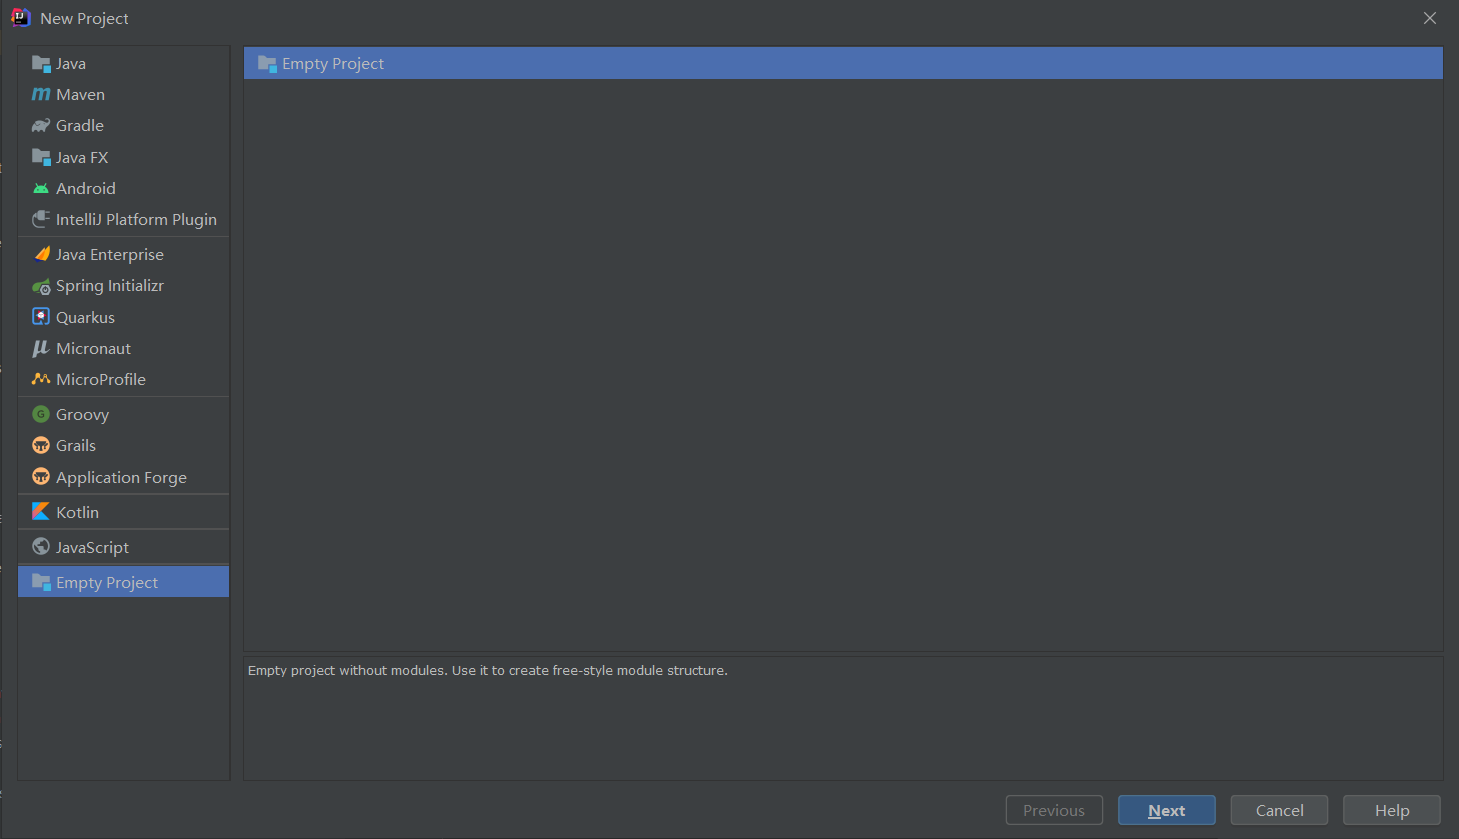 New Project
Java
Maven
Gradle
Java FX
Android
IntelliJ Platform Plugin
Java Enterprise
Spring Initializr
Quarkus
Micronaut
MicroProfile
Groovy
Grails
Application Forge
Kotlin
JavaScript
Empty Project
Empty Project
Empty project without modules. Use it to create free-style module structure.
Previous
Next
Cancel
Help